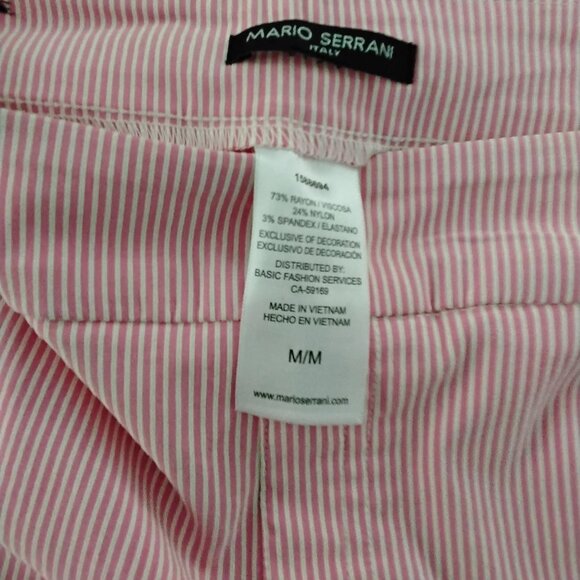 MARIO SERRANI
ITALY
1588694
73% RAYON / VISCOSA
24% NYLON
3% SPANDEX / ELASTANO
EXCLUSIVE OF DECORATION
EXCLUSIVO DE DECORACIÓN
DISTRIBUTED BY:
BASIC FASHION SERVICES
CA-59169
MADE IN VIETNAM
HECHO EN VIETNAM
M/M
www.marioserrani.com